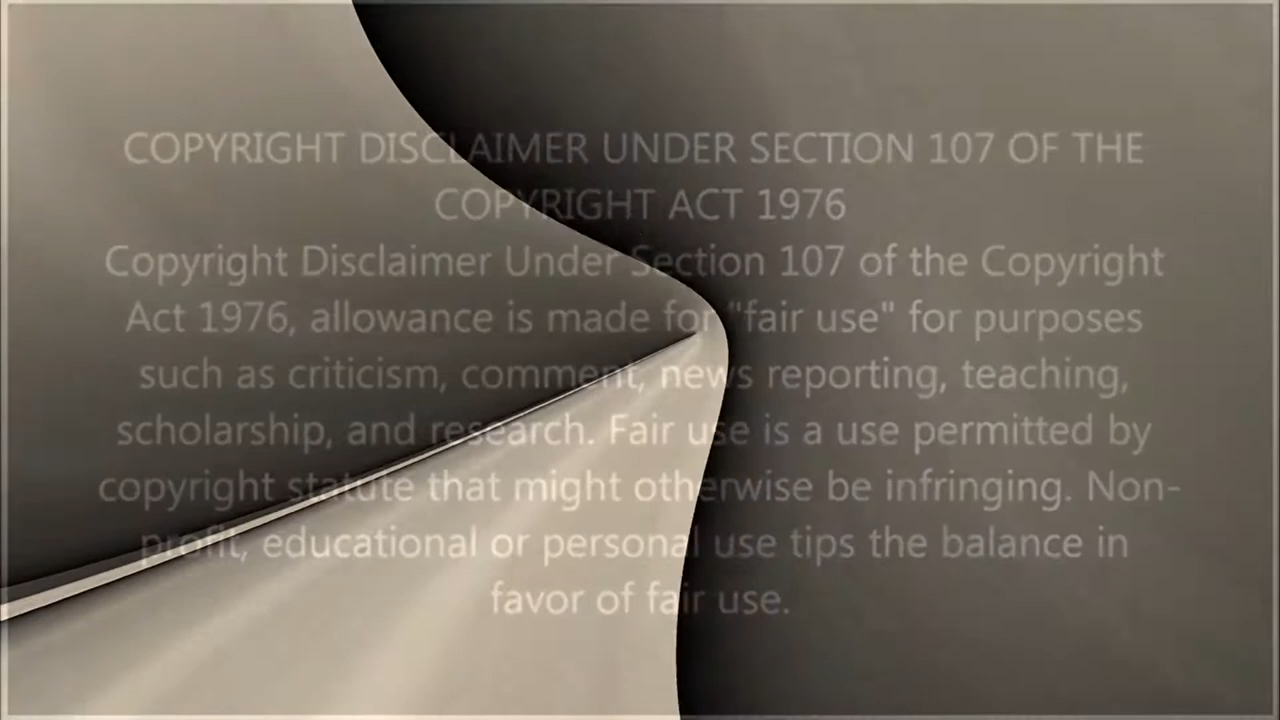 COPYRIGHT DISCLAIMER UNDER SECTION 107 OF THE
COPYRIGHT ACT 1976
Copyright Disclaimer Under Section 107 of the Copyright
Act 1976, allowance is made for "fair use" for purposes
such as criticism, comment, news reporting, teaching,
scholarship, and research. Fair use is a use permitted by
copyright statute that might otherwise be infringing. Non-
profit, educational or personal use tips the balance in
favor of fair use.